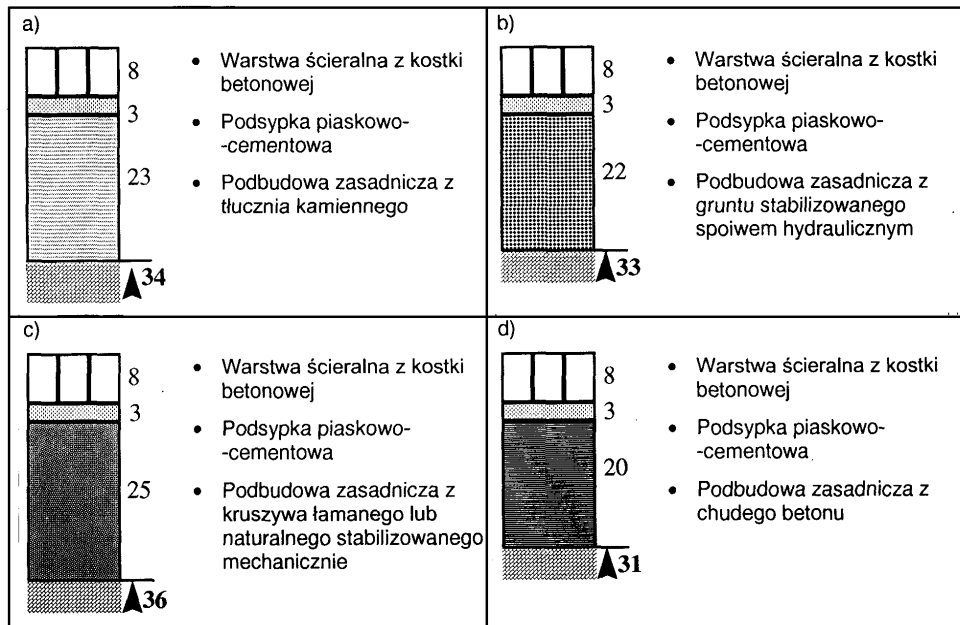 a)
8
3
23
34
• Warstwa ścieralna z kostki
betonowej
• Podsypka piaskowo-
-cementowa
• Podbudowa zasadnicza z
tłucznia kamiennego
b)
8
3
22
33
• Warstwa ścieralna z kostki
betonowej
• Podsypka piaskowo-
-cementowa
• Podbudowa zasadnicza z
gruntu stabilizowanego
spoiwem hydraulicznym
c)
8
3
25
36
• Warstwa ścieralna z kostki
betonowej
• Podsypka piaskowo-
-cementowa
• Podbudowa zasadnicza z
kruszywa łamanego lub
naturalnego stabilizowanego
mechanicznie
d)
8
3
20
31
• Warstwa ścieralna z kostki
betonowej
• Podsypka piaskowo-
-cementowa
• Podbudowa zasadnicza z
chudego betonu